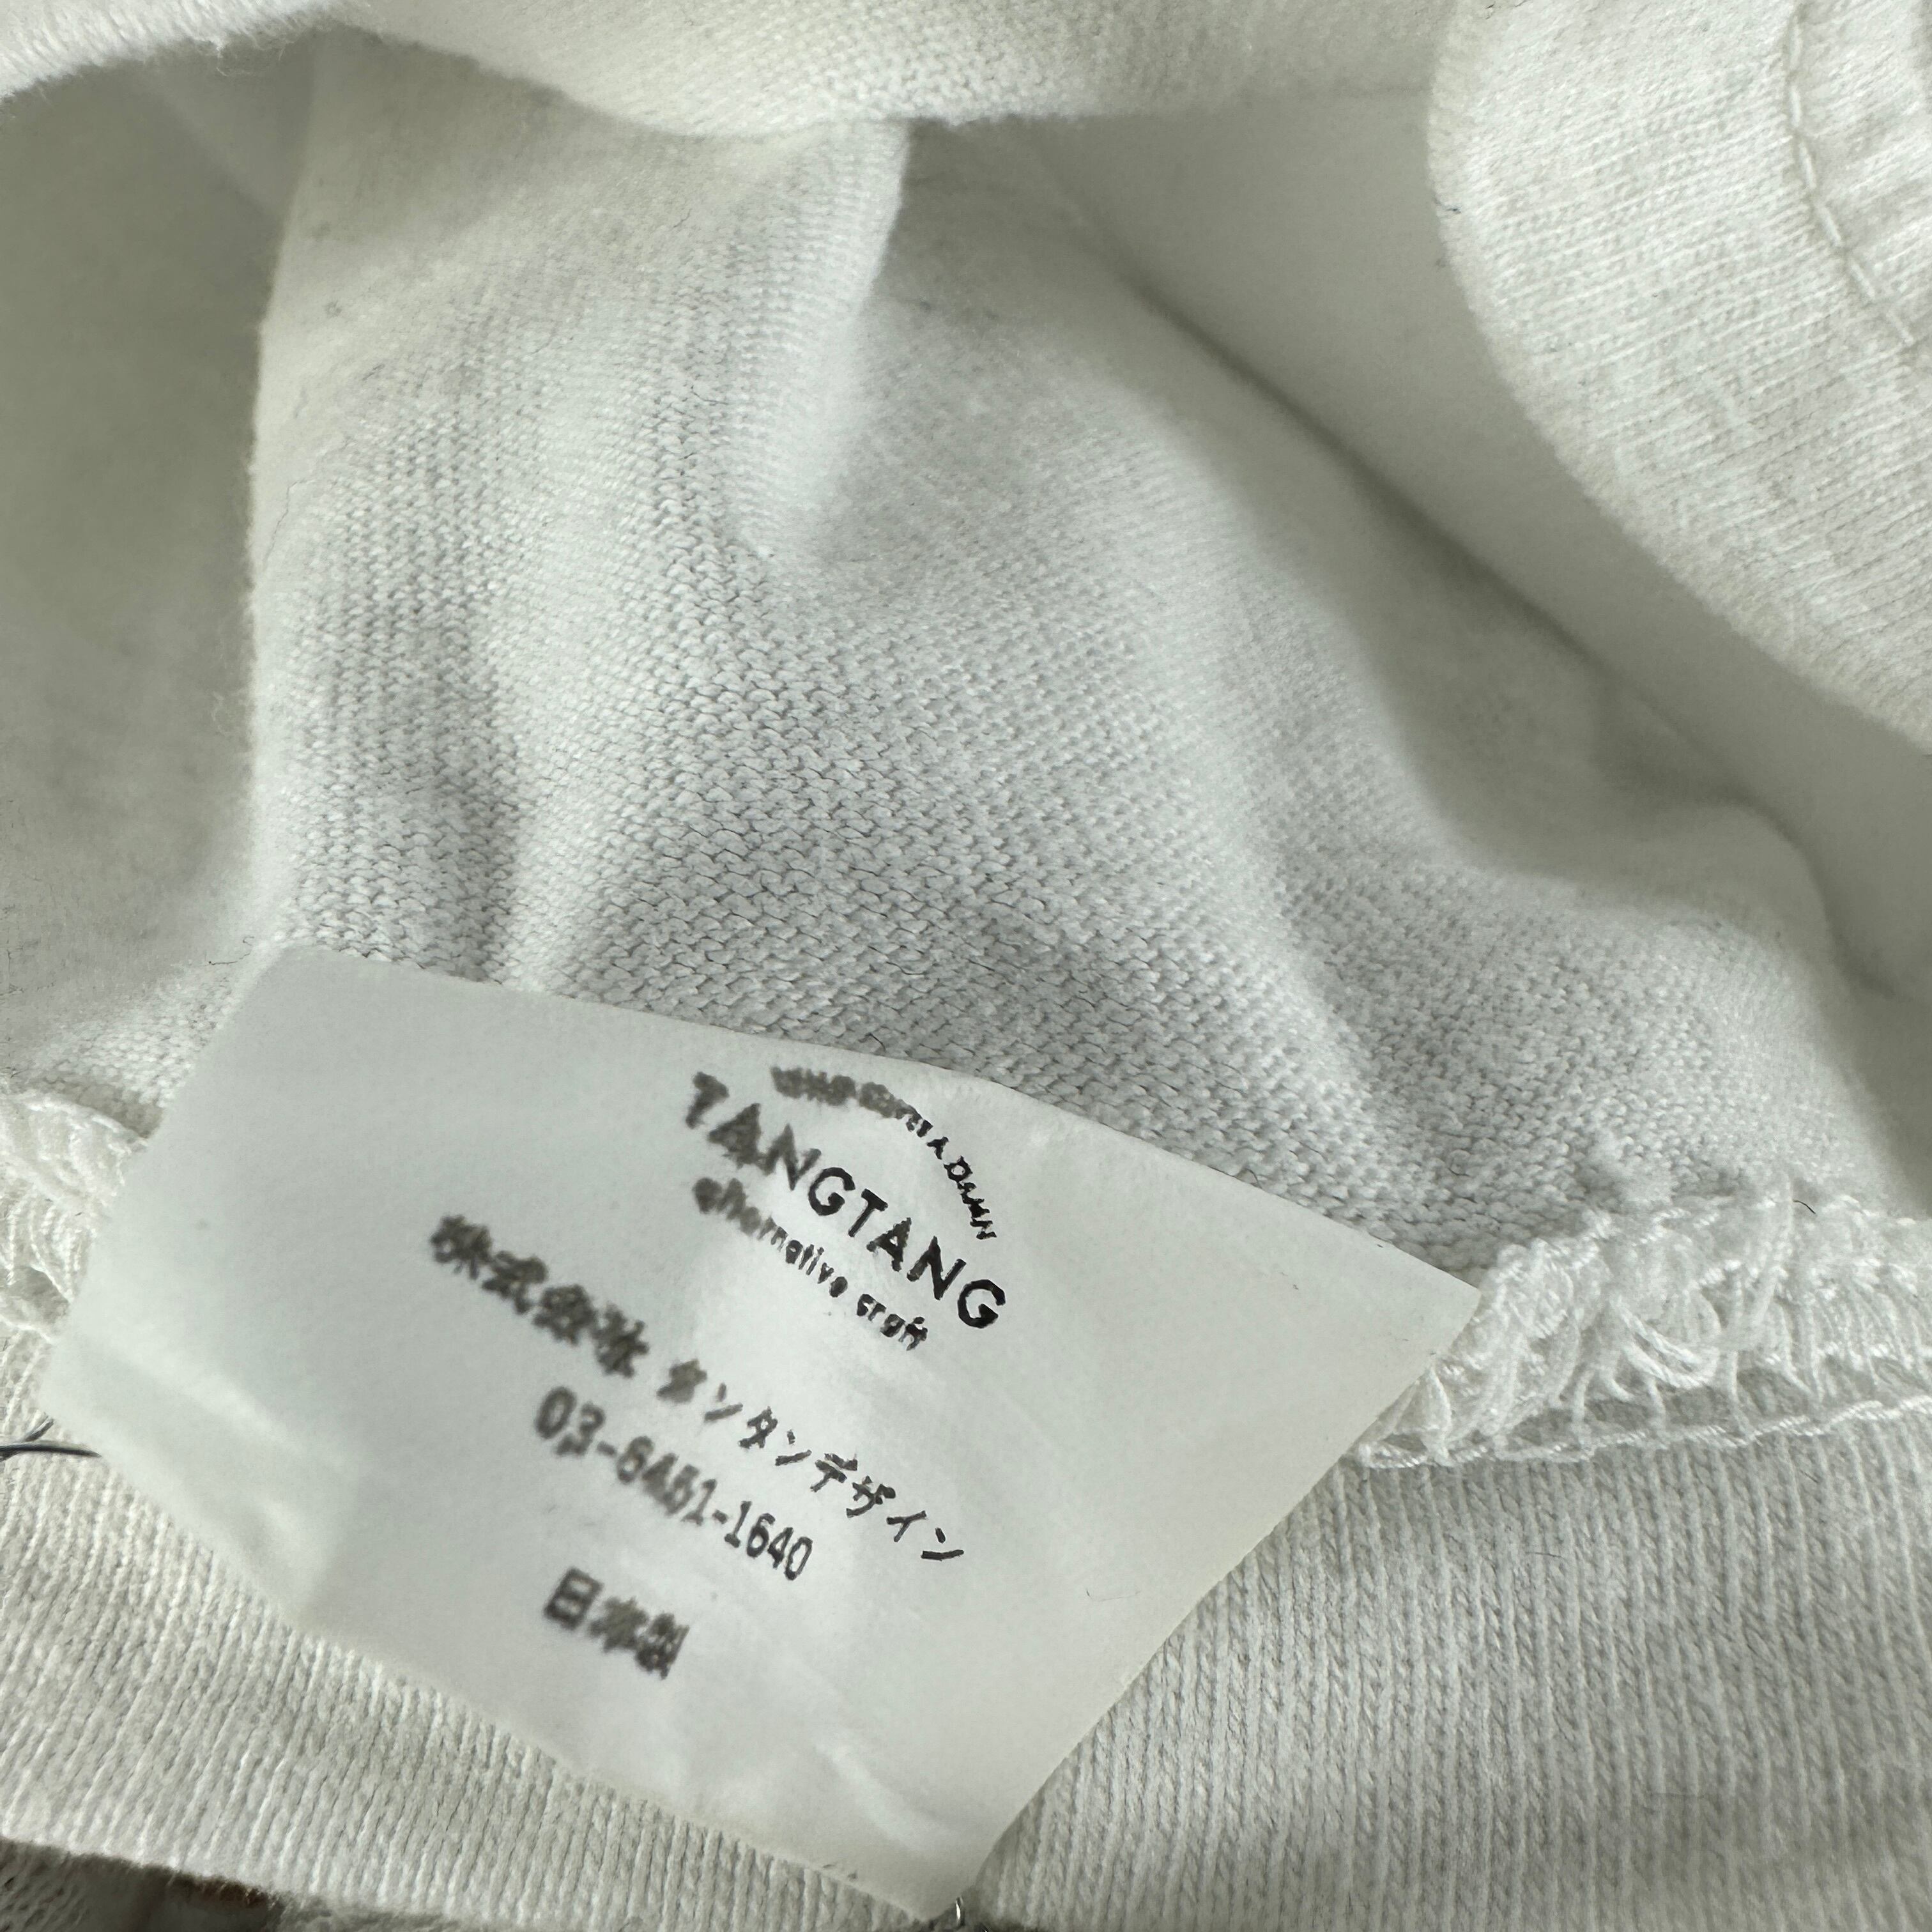 TANGTANG
alternative craft
株式会社 タンタンデザイン
03-6451-1640
日本製